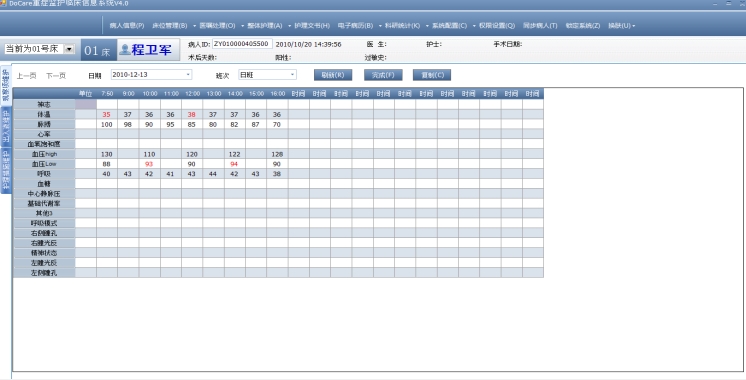 DoCare重症监护临床信息系统V4.0
病人信息(P) 床位管理(B) 医嘱处理(O) 整体护理(A) 护理文书(H) 电子病历(B) 科研统计(K) 系统配置(C) 权限设置(Q) 同步病人(T) 锁定系统(Z) 换肤(U)
当前为01号床 01 床 程卫军 病人ID: ZY010000405500 2010/10/20 14:39:56 医 生: 护士: 手术日期:
术后天数: 阳性: 过敏史:
上一页 下一页 日期 2010-12-13 班次 日班 刷新(R) 完成(F) 复制(C)
单位 7:50 8:00 10:00 11:00 12:00 13:00 14:00 15:00 16:00 时间 时间 时间 时间 时间 时间 时间 时间 时间 时间 时间 时间
神志
体温 35 37 36 36 38 37 37 36 36
脉搏 100 98 90 95 85 80 82 87 70
心率
血氧饱和度
血压high 130 110 120 122 128
血压Low 88 93 90 94 90
呼吸 40 43 42 41 43 44 42 43 38
血糖
中心静脉压
基础代谢率
其他3
呼吸模式
右侧瞳孔
右瞳光反
精神状态
左瞳光反
左侧瞳孔